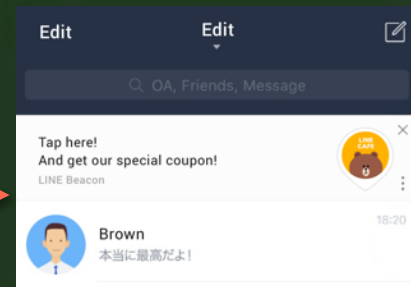 Edit
Edit
OA, Friends, Message
Tap here!
And get our special coupon!
LINE Beacon
LINE
CAFE
18:20
Brown
本当に最高だよ！